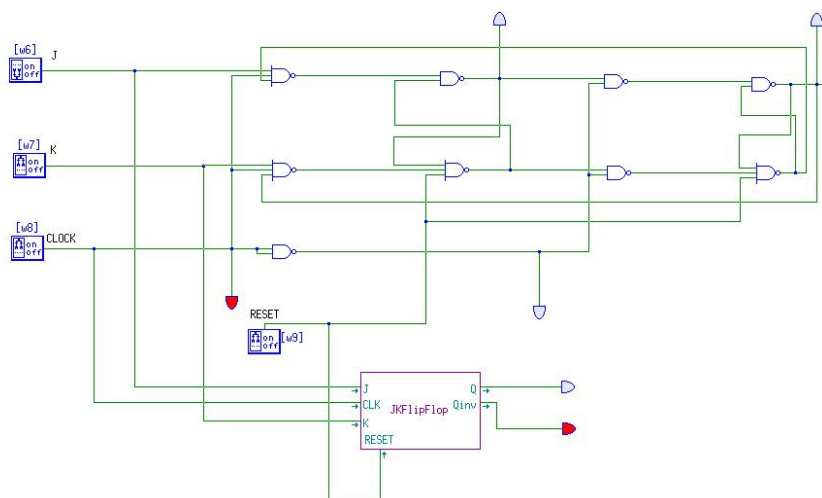 [w6]
J
on
off
[w7]
K
on
off
[w8]
CLOCK
on
off
RESET
on
off
[w9]
J
Q
CLK
Qinv
JKFlipFlop
K
RESET